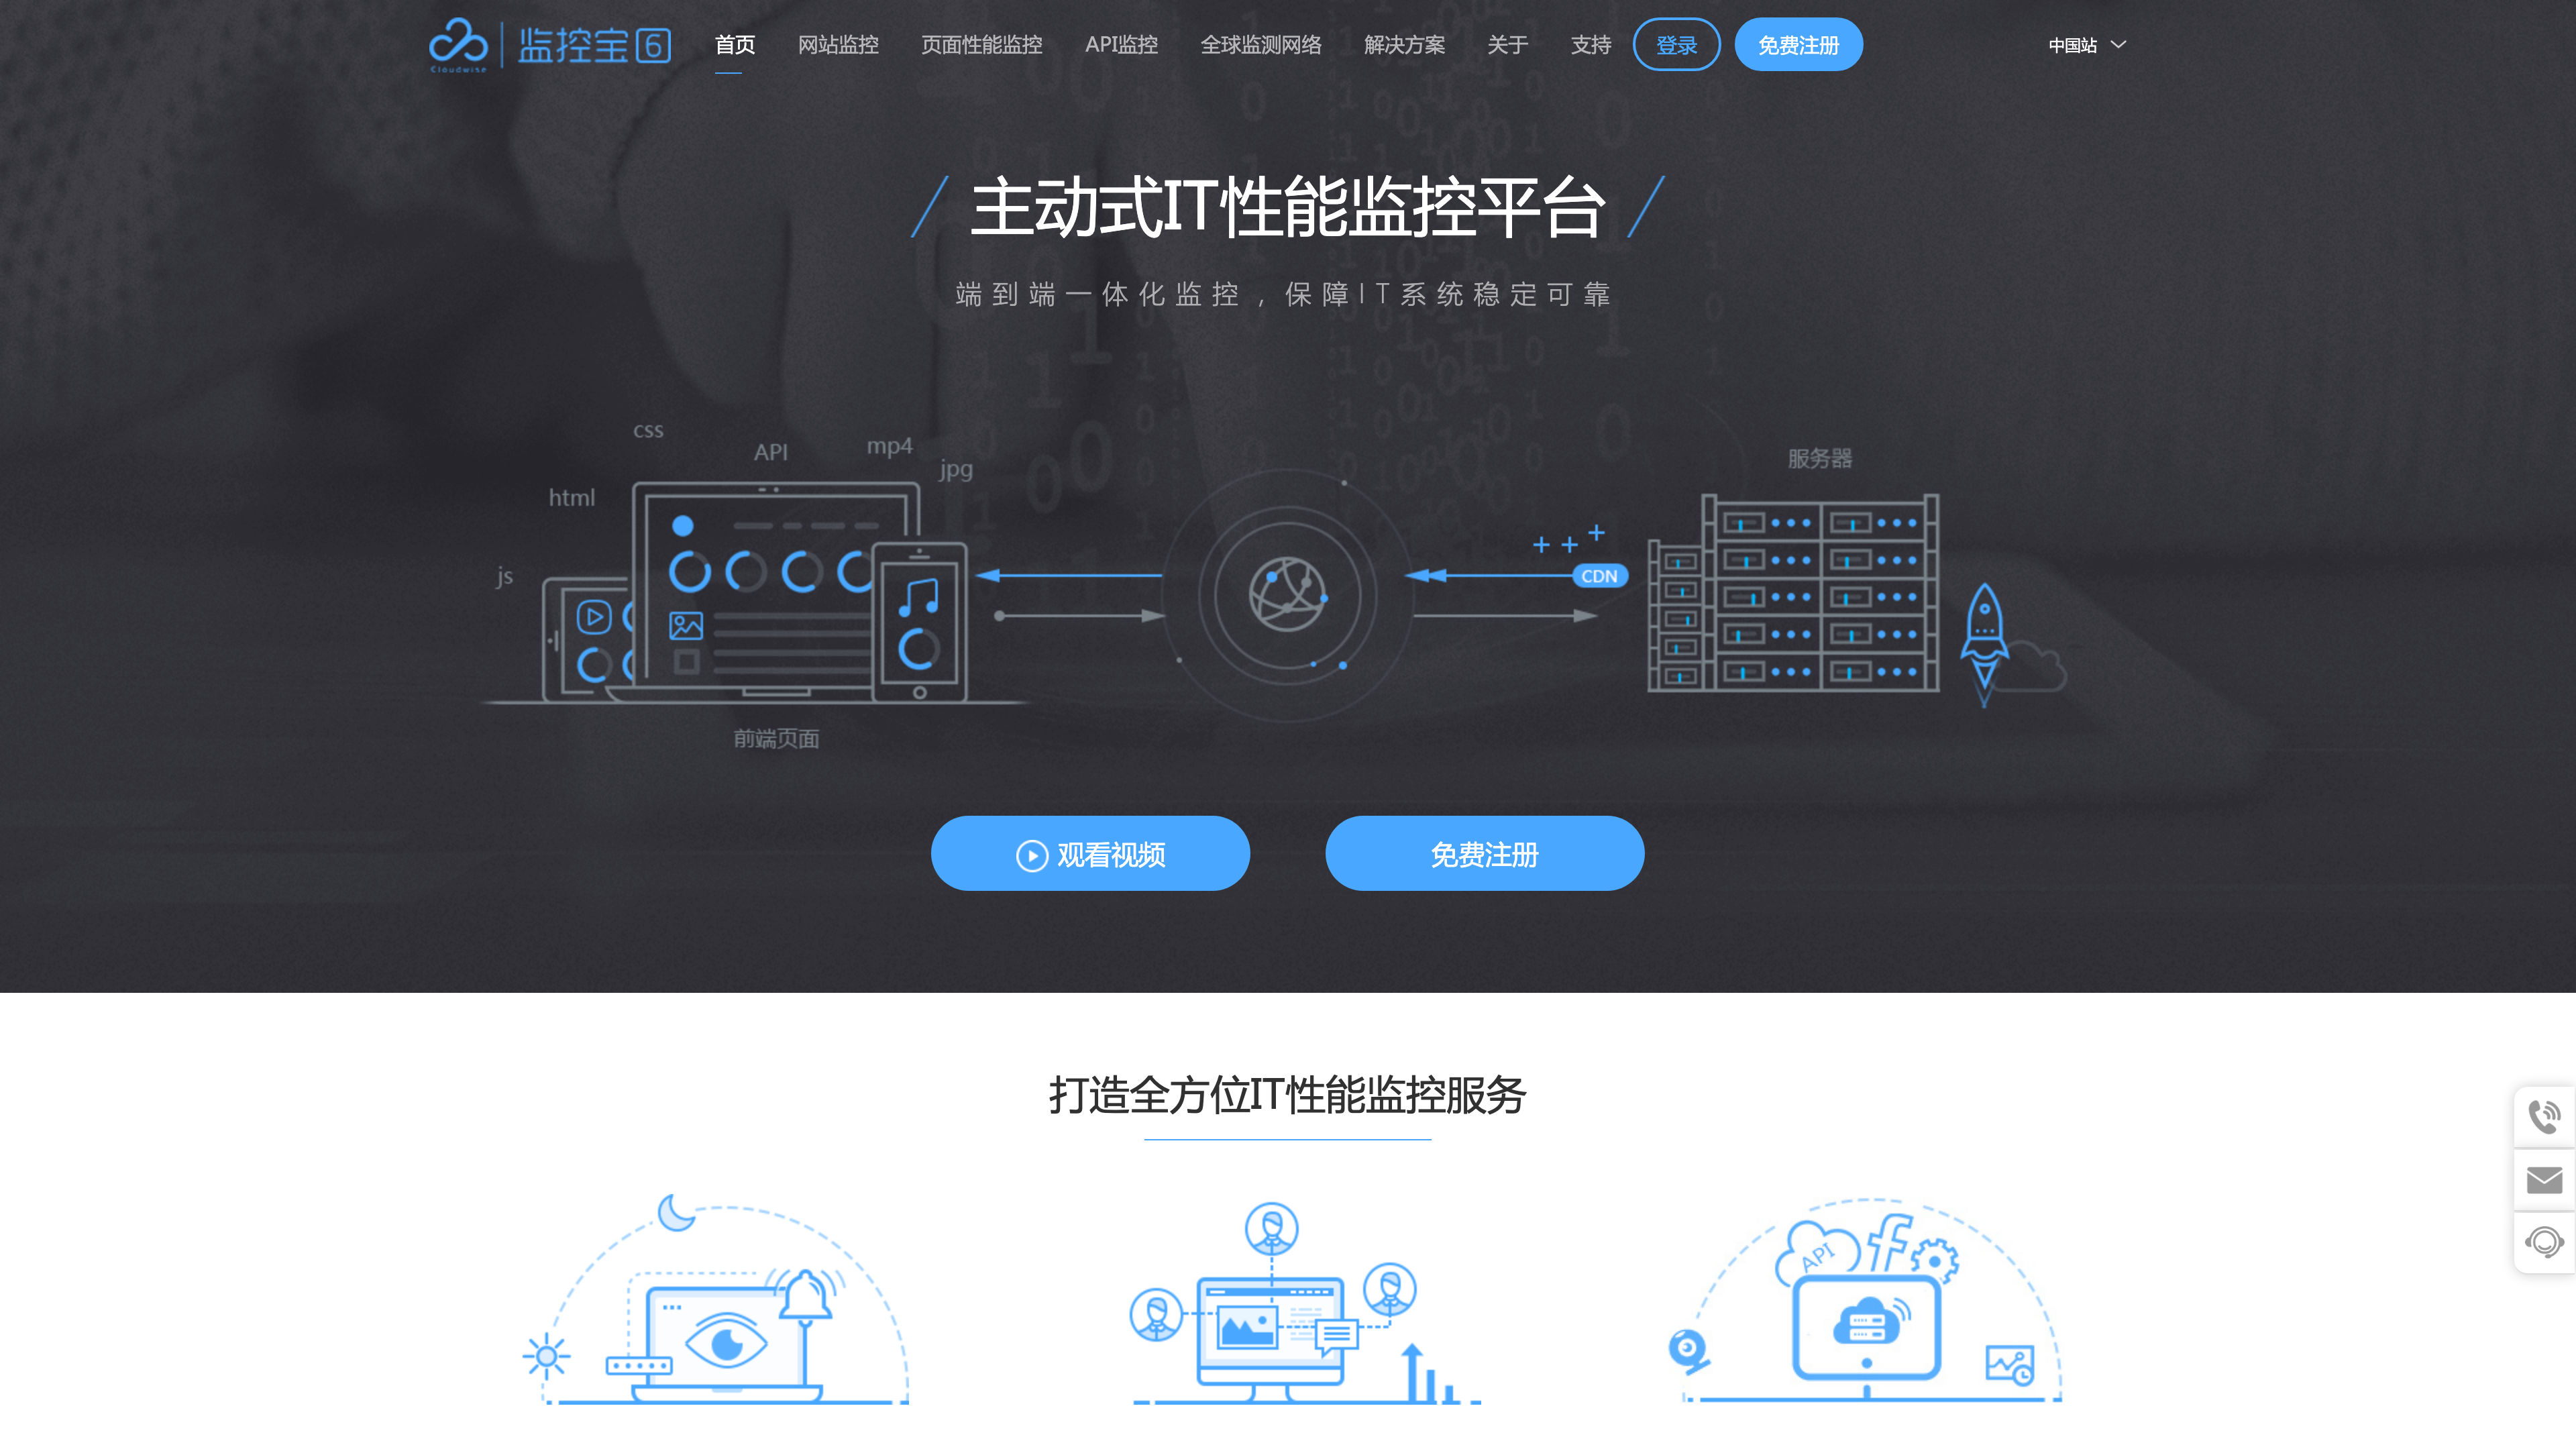 Cloudwise
监控宝6
首页
网站监控
页面性能监控
API监控
全球监测网络
解决方案
关于
支持
登录
免费注册
中国站
主动式IT性能监控平台
端到端一体化监控，保障IT系统稳定可靠
css
API
mp4
jpg
html
js
服务器
CDN
前端页面
观看视频
免费注册
打造全方位IT性能监控服务
API